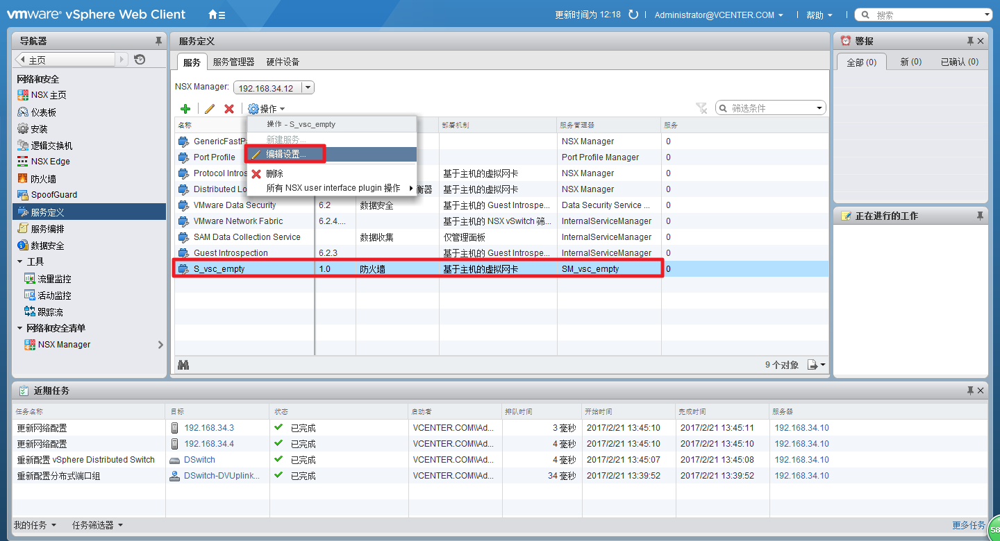 vmware® vSphere Web Client
更新时间为 12:18
Administrator@VCENTER.COM
帮助
搜索
导航器
主页
网络和安全
NSX 主页
仪表板
安装
逻辑交换机
NSX Edge
防火墙
SpoofGuard
服务定义
服务编排
数据安全
工具
流量监控
活动监控
跟踪流
网络和安全清单
NSX Manager
服务定义
服务 服务管理器 硬件设备
NSX Manager: 192.168.34.12
操作
筛选条件
名称 部署机制 服务管理器 服务
操作 - S_vsc_empty
新建服务...
编辑设置...
删除
所有 NSX user interface plugin 操作
GenericFastPa NSX Manager 0
Port Profile Port Profile Manager 0
Protocol Intros 基于主机的虚拟网卡 NSX Manager 0
Distributed Lo 衡器 基于主机的虚拟网卡 NSX Manager 0
VMware Data Security 6.2 数据安全 基于主机的 Guest Introspe... Data Security Service ... 0
VMware Network Fabric 6.2.4.... 基于主机的 NSX vSwitch 筛... InternalServiceManager 0
SAM Data Collection Service 数据收集 仅管理面板 InternalServiceManager 0
Guest Introspection 6.2.3 基于主机的 Guest Introspe... InternalServiceManager 0
S_vsc_empty 1.0 防火墙 基于主机的虚拟网卡 SM_vsc_empty 0
9 个对象
警报
全部 (0) 新 (0) 已确认 (0)
正在进行的工作
近期任务
任务名称 目标 状态 启动者 排队时间 开始时间 完成时间 服务器
更新网络配置 192.168.34.3 已完成 VCENTER.COM\\Ad... 3 毫秒 2017/2/21 13:45:10 2017/2/21 13:45:11 192.168.34.10
更新网络配置 192.168.34.4 已完成 VCENTER.COM\\Ad... 4 毫秒 2017/2/21 13:45:10 2017/2/21 13:45:10 192.168.34.10
重新配置 vSphere Distributed Switch DSwitch 已完成 VCENTER.COM\\Ad... 4 毫秒 2017/2/21 13:45:07 2017/2/21 13:45:08 192.168.34.10
重新配置分布式端口组 DSwitch-DVUplink... 已完成 VCENTER.COM\\Ad... 34 毫秒 2017/2/21 13:39:52 2017/2/21 13:39:52 192.168.34.10
我的任务 任务筛选器 更多任务
58